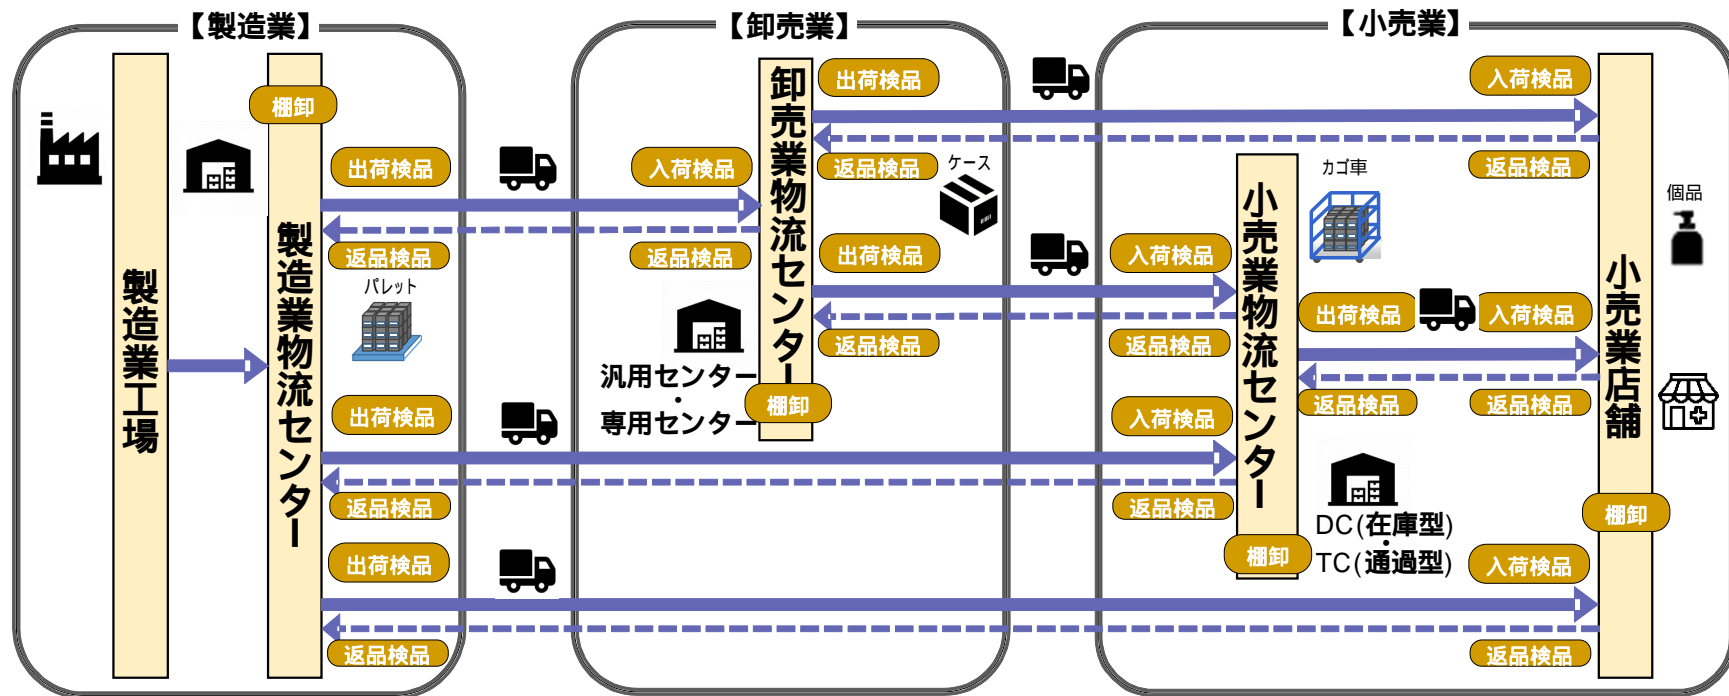 【製造業】
【卸売業】
【小売業】
製造業工場
製造業物流センター
棚卸
出荷検品
返品検品
パレット
出荷検品
返品検品
出荷検品
返品検品
入荷検品
返品検品
汎用センター
・
専用センター
卸売業物流センター
棚卸
出荷検品
返品検品
ケース
出荷検品
返品検品
入荷検品
返品検品
入荷検品
返品検品
小売業物流センター
棚卸
カゴ車
出荷検品
返品検品
DC(在庫型)
・
TC(通過型)
入荷検品
返品検品
入荷検品
返品検品
入荷検品
返品検品
小売業店舗
棚卸
個品